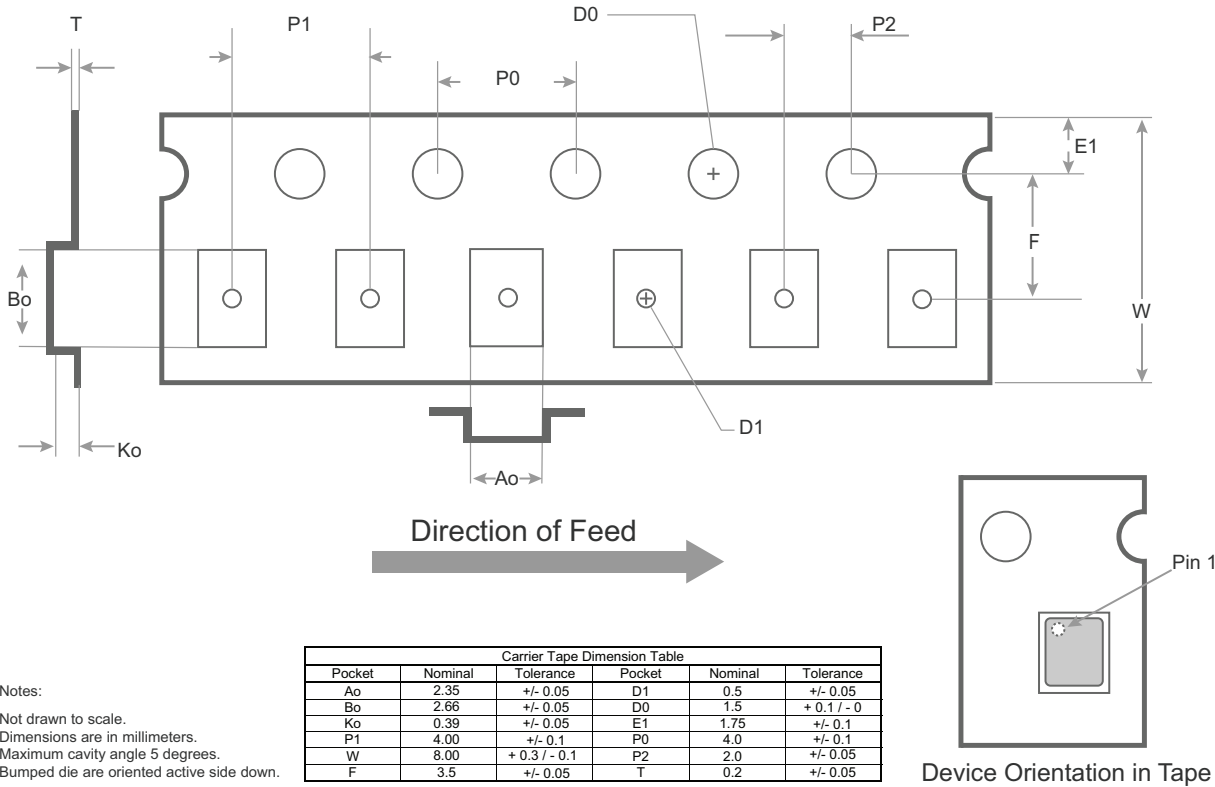 T
P1
D0
P2
P0
E1
F
Bo
W
D1
Ko
Ao
Direction of Feed
Pin 1
Carrier Tape Dimension Table
Pocket Nominal Tolerance Pocket Nominal Tolerance
Ao 2.35 +/- 0.05 D1 0.5 +/- 0.05
Bo 2.66 +/- 0.05 D0 1.5 + 0.1 / - 0
Ko 0.39 +/- 0.05 E1 1.75 +/- 0.1
P1 4.00 +/- 0.1 P0 4.0 +/- 0.1
W 8.00 + 0.3 / - 0.1 P2 2.0 +/- 0.05
F 3.5 +/- 0.05 T 0.2 +/- 0.05
Notes:
Not drawn to scale.
Dimensions are in millimeters.
Maximum cavity angle 5 degrees.
Bumped die are oriented active side down.
Device Orientation in Tape